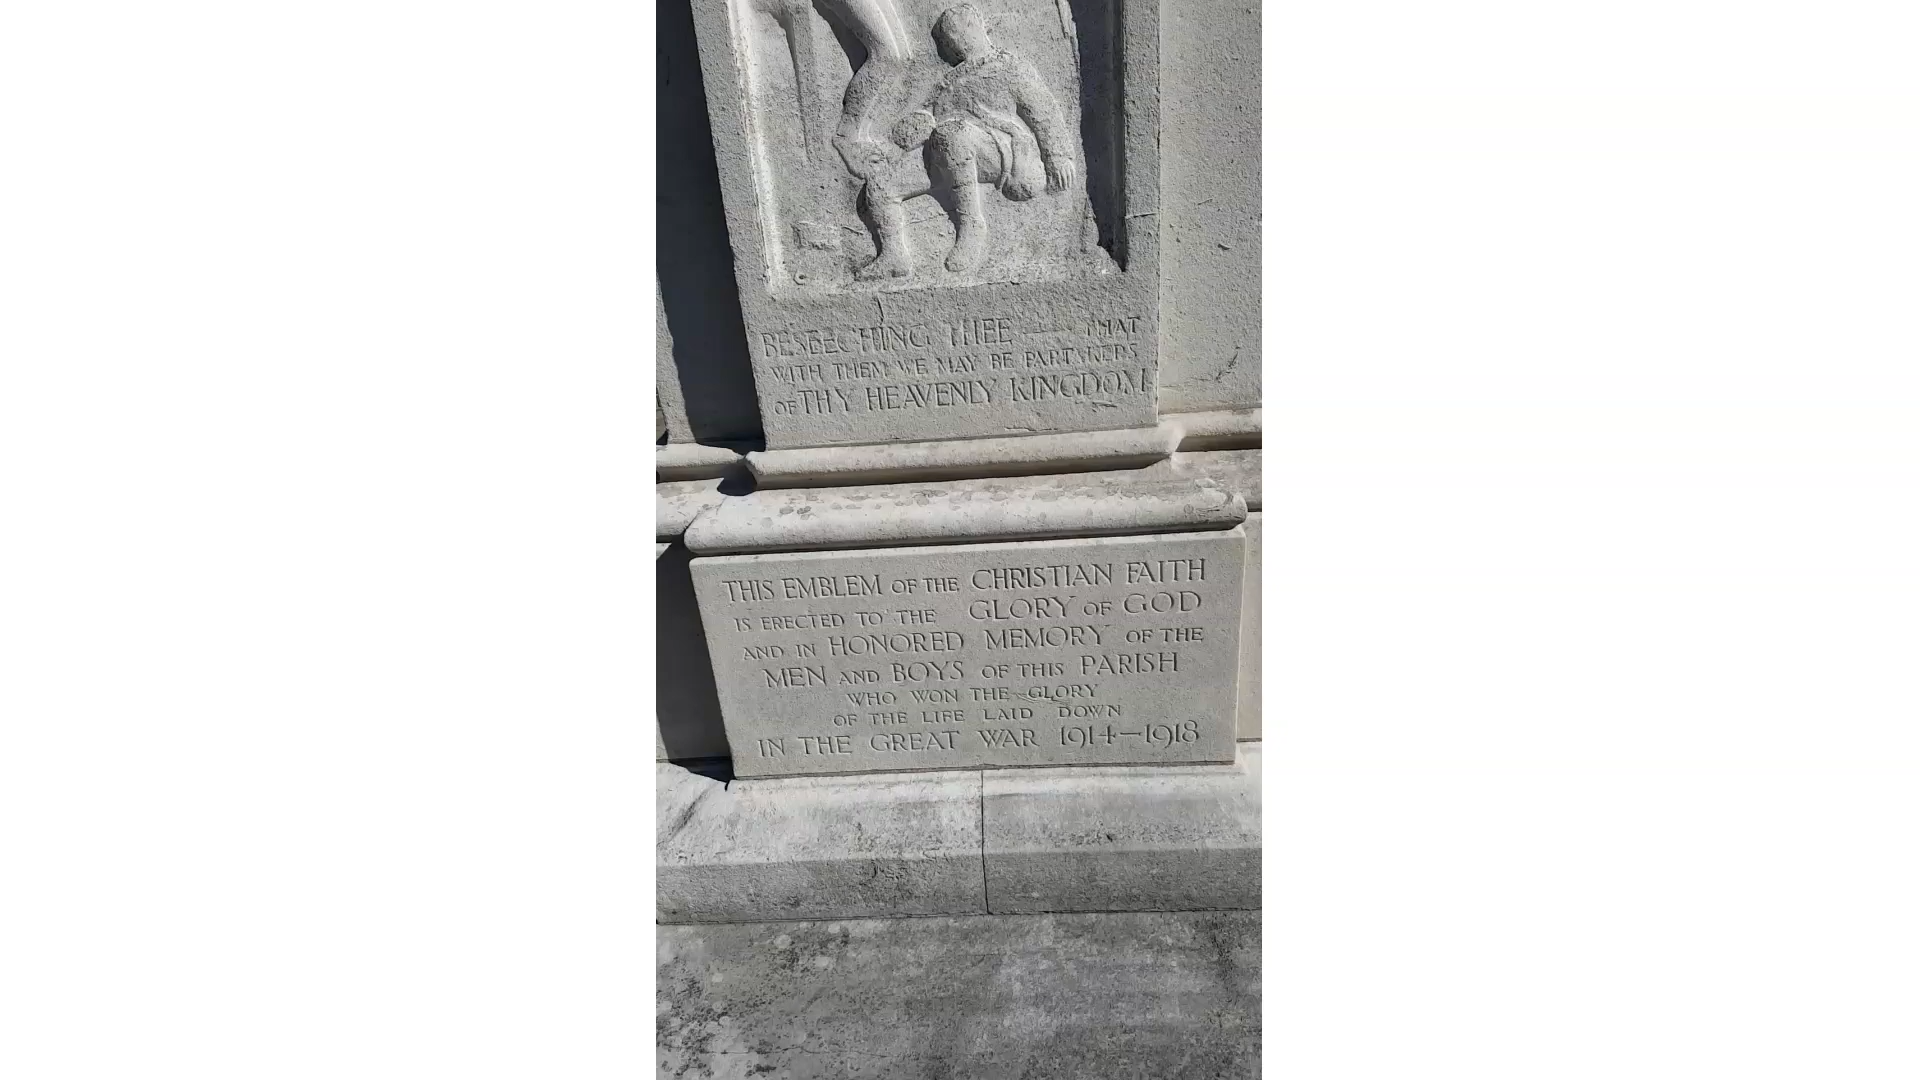 BESEECHING THEE — THAT
WITH THEM WE MAY BE PARTAKERS
OF THY HEAVENLY KINGDOM
THIS EMBLEM OF THE CHRISTIAN FAITH
IS ERECTED TO THE GLORY OF GOD
AND IN HONORED MEMORY OF THE
MEN AND BOYS OF THIS PARISH
WHO WON THE GLORY
OF THE LIFE LAID DOWN
IN THE GREAT WAR 1914–1918